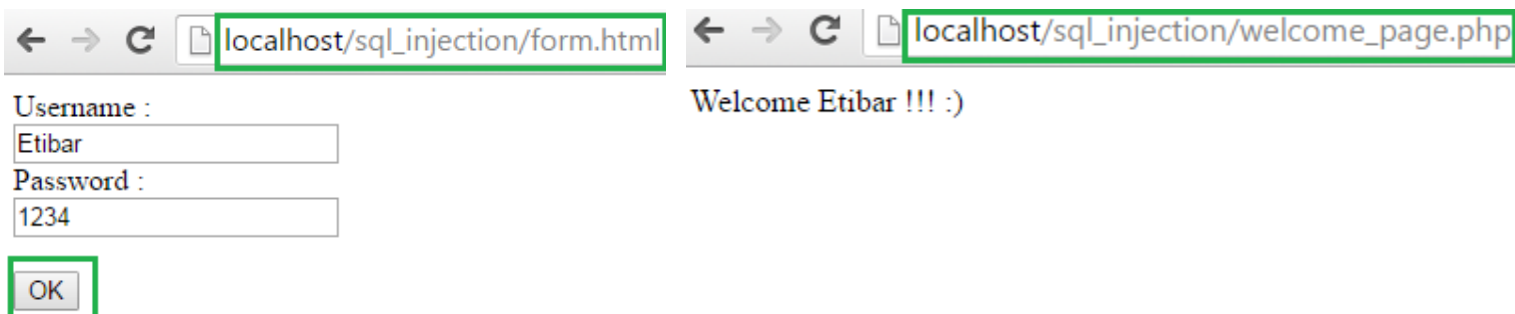 localhost/sql_injection/form.html
Username :
Etibar
Password :
1234
OK
localhost/sql_injection/welcome_page.php
Welcome Etibar !!! :)